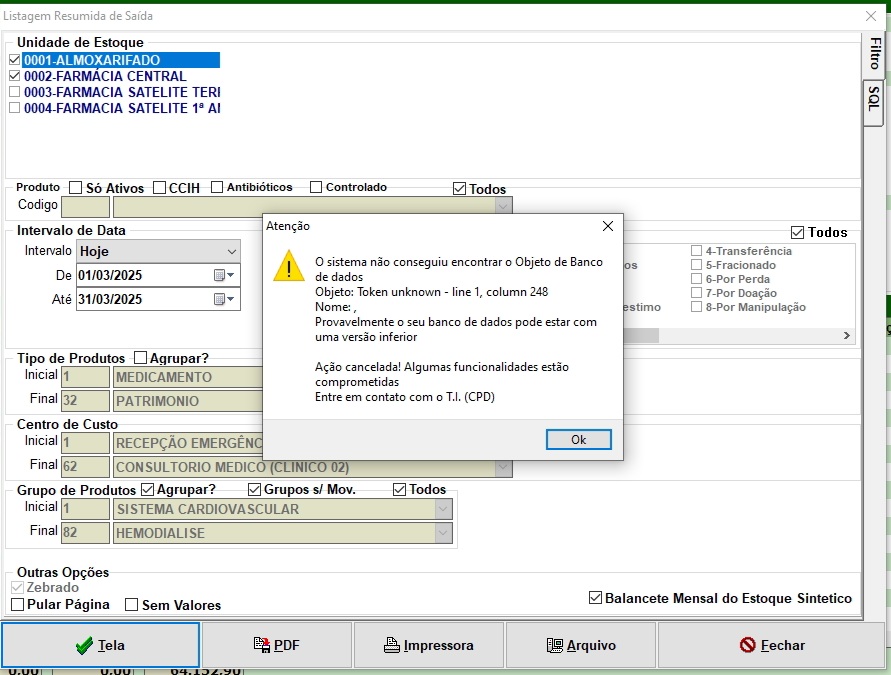 Listagem Resumida de Saída
Unidade de Estoque
0001-ALMOXARIFADO
0002-FARMÁCIA CENTRAL
0003-FARMACIA SATELITE TERI
0004-FARMACIA SATELITE 1ª AI
Filtro
SQL
Produto Só Ativos CCIH Antibióticos Controlado Todos
Codigo
Intervalo de Data Todos
Intervalo Hoje
De 01/03/2025
Até 31/03/2025
4-Transferência
os 5-Fracionado
6-Por Perda
7-Por Doação
estimo 8-Por Manipulação
Atenção
O sistema não conseguiu encontrar o Objeto de Banco
de dados
Objeto: Token unknown - line 1, column 248
Nome: ,
Provavelmente o seu banco de dados pode estar com
uma versão inferior
Ação cancelada! Algumas funcionalidades estão
comprometidas
Entre em contato com o T.I. (CPD)
Ok
Tipo de Produtos Agrupar?
Inicial 1 MEDICAMENTO
Final 32 PATRIMONIO
Centro de Custo
Inicial 1 RECEPÇÃO EMERGÊNC
Final 62 CONSULTORIO MEDICO (CLINICO 02)
Grupo de Produtos Agrupar? Grupos s/ Mov. Todos
Inicial 1 SISTEMA CARDIOVASCULAR
Final 82 HEMODIALISE
Outras Opções
Zebrado
Pular Página Sem Valores Balancete Mensal do Estoque Sintetico
Tela PDF Impressora Arquivo Fechar
0.00 0.00 64.152.90